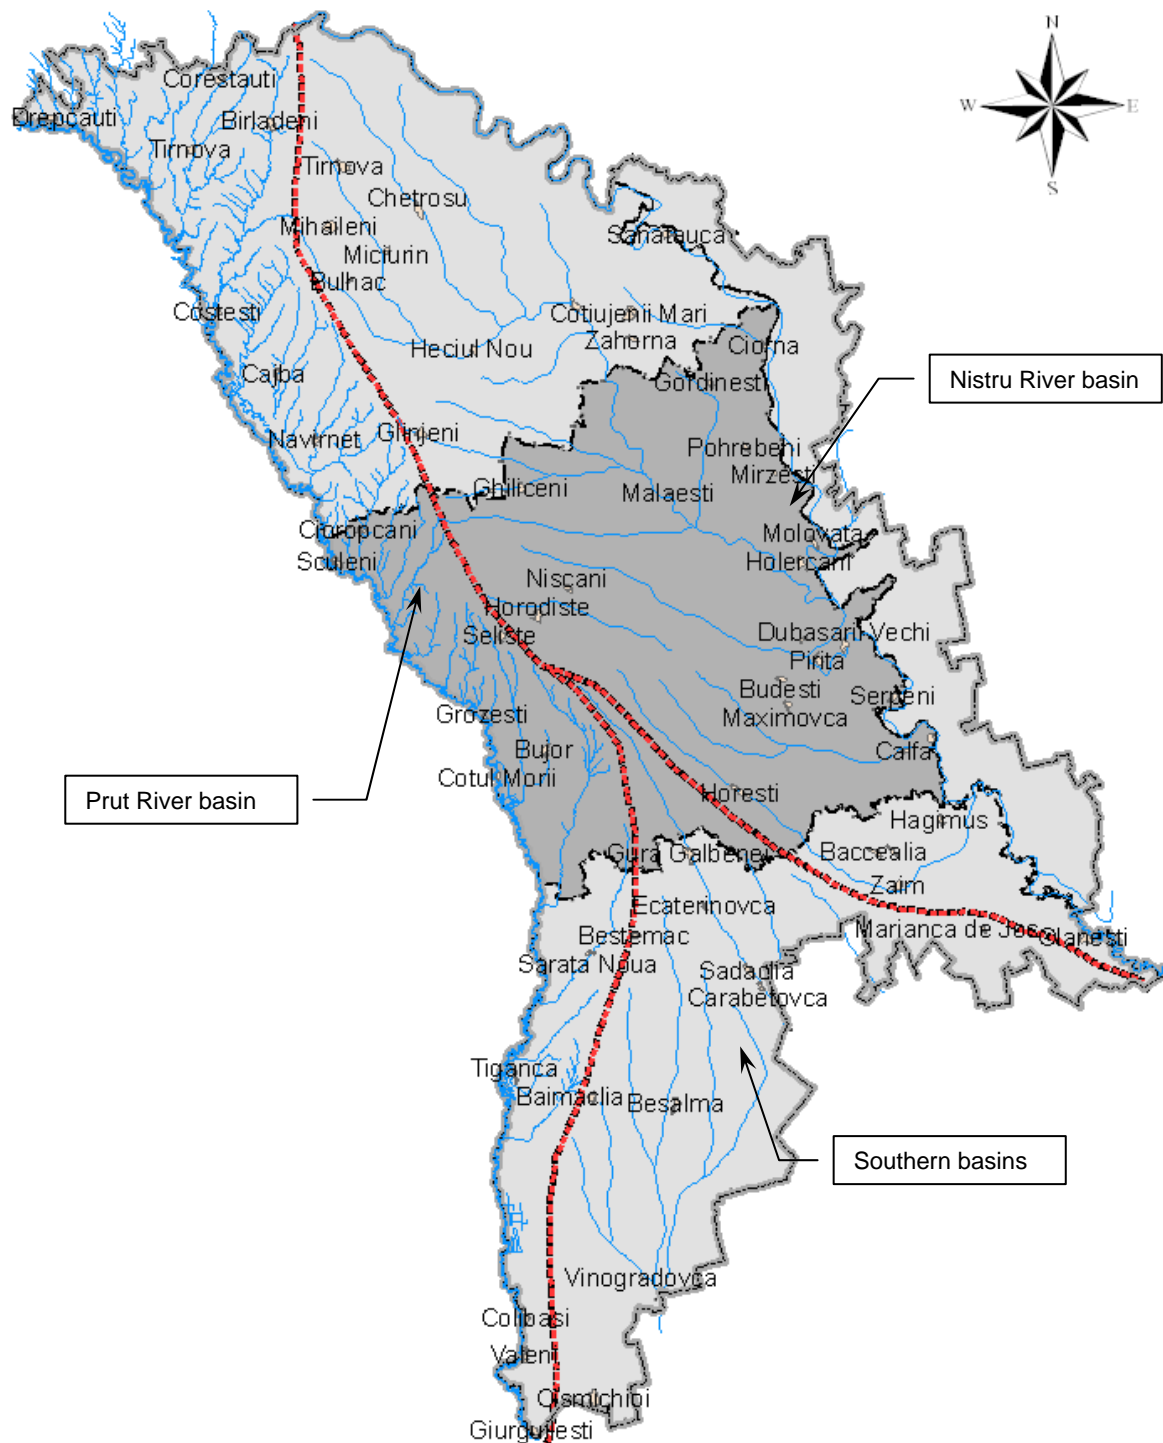 N
W
E
S
Corestauti
Drepcauti
Birladeni
Tirnova
Tirnova
Chetrosu
Mihaileni
Sanatauca
Miciurin
Bulhac
Costesti
Cotiujenii Mari
Zahorna
Ciorna
Heciul Nou
Cajba
Gordinesti
Nistru River basin
Glinjeni
Navirnet
Pohrebeni
Mirzesti
Ghiliceni
Malaesti
Cioropcani
Molovata
Sculeni
Holercani
Niscani
Horodiste
Seliste
Dubasarii Vechi
Pirita
Budesti
Serpeni
Grozesti
Maximovca
Bujor
Calfa
Cotul Morii
Prut River basin
Horesti
Hagimus
Gura Galbenei
Baccealia
Zaim
Ecaterinovca
Marianca de Jos
Olanesti
Bestemac
Sarata Noua
Sadaclia
Carabetovca
Tiganca
Baimaclia
Besalma
Southern basins
Vinogradovca
Colibasi
Valeni
Cismichioi
Giurgiulesti